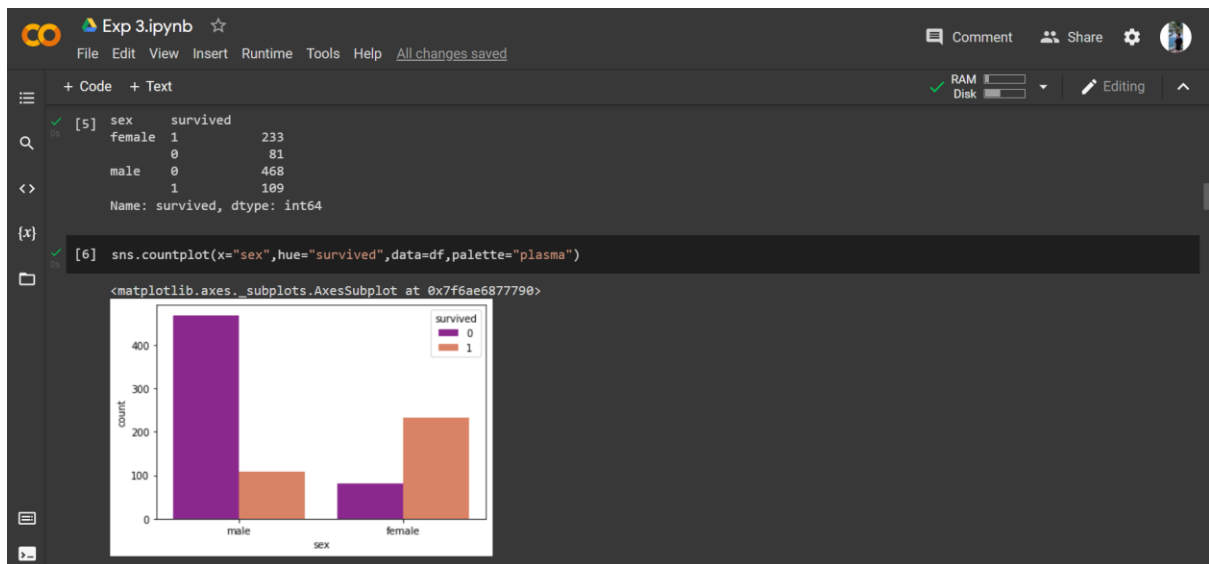 Exp 3.ipynb
File Edit View Insert Runtime Tools Help All changes saved
Comment Share
+ Code + Text
RAM
Disk
Editing
[5] sex survived
0s
female 1 233
0 81
male 0 468
1 109
Name: survived, dtype: int64
{x}
[6] sns.countplot(x="sex",hue="survived",data=df,palette="plasma")
0s
<matplotlib.axes._subplots.AxesSubplot at 0x7f6ae6877790>
survived
0
1
400
300
200
100
0
count
male female
sex